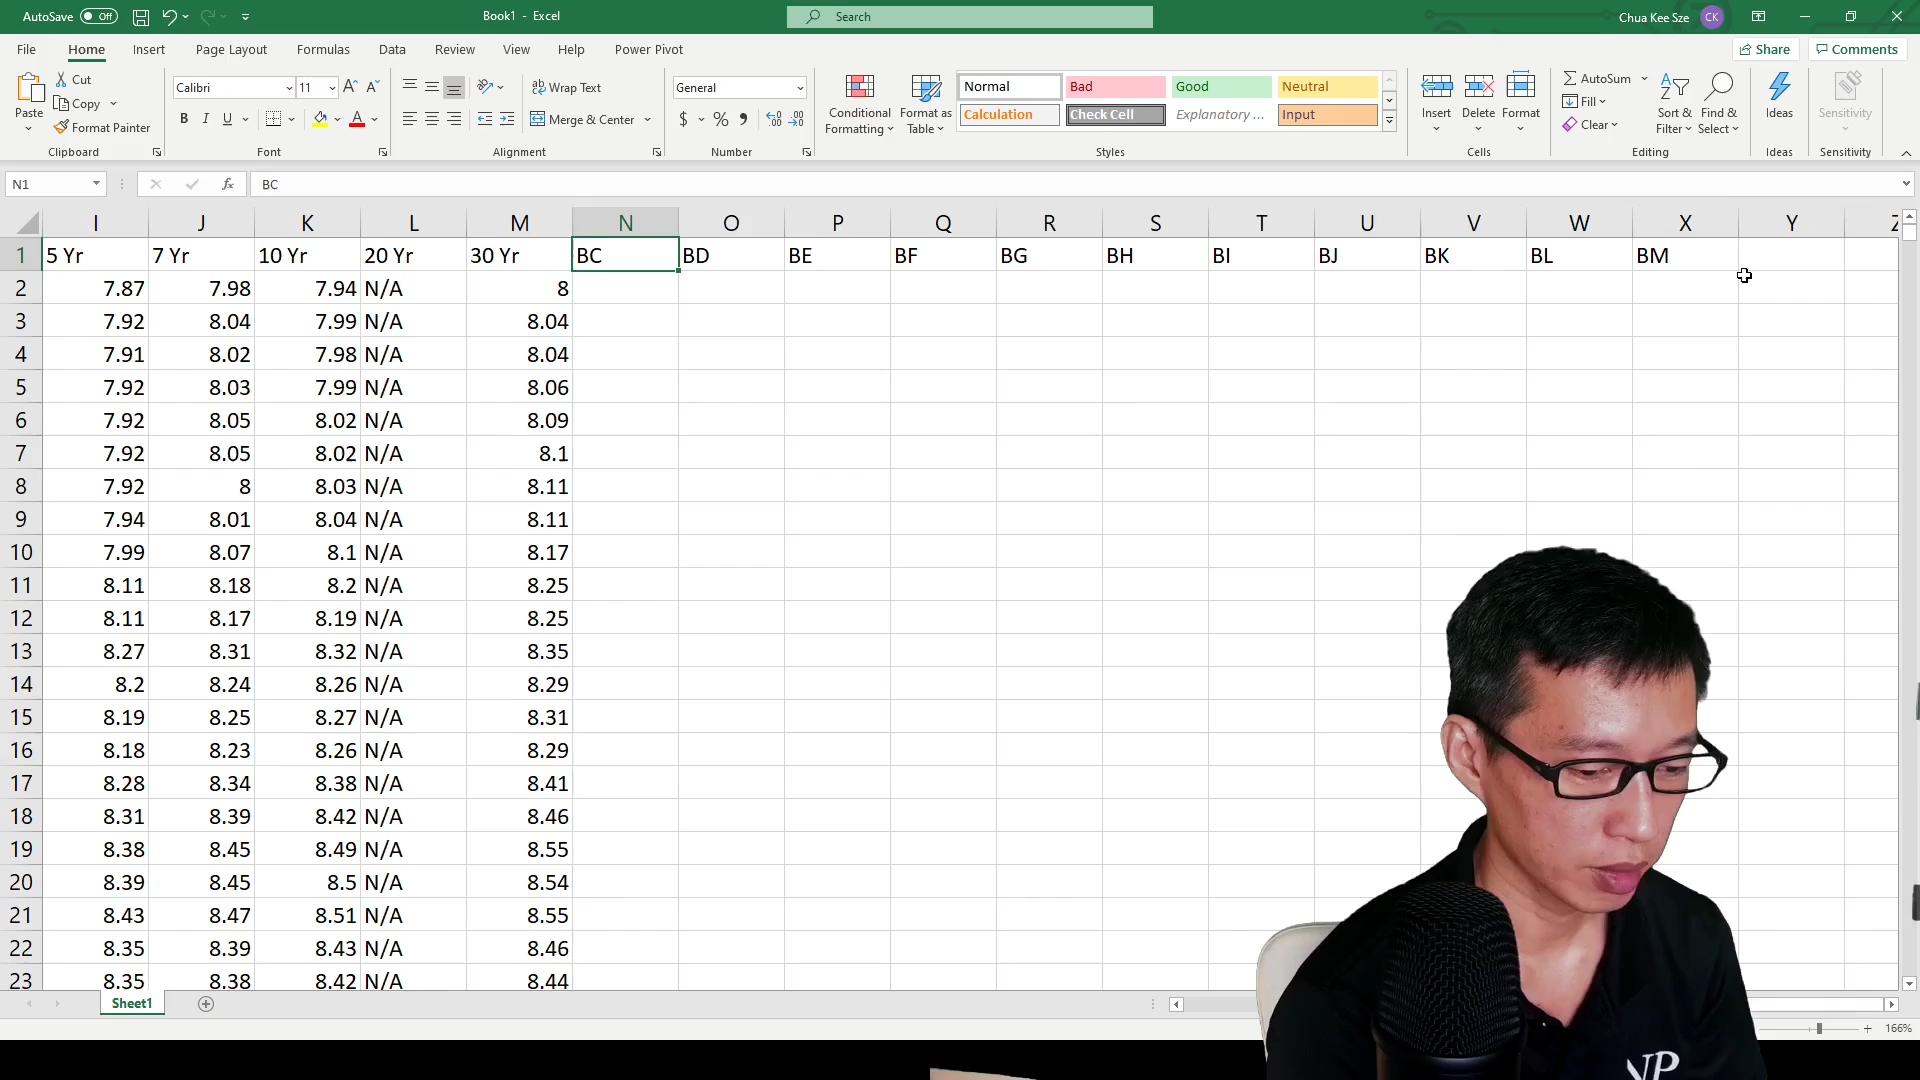 AutoSave Off Book1 - Excel Search Chua Kee Sze CK
File Home Insert Page Layout Formulas Data Review View Help Power Pivot Share Comments
Paste Cut Copy Format Painter Clipboard
Calibri 11 A A B I U A Font
Wrap Text Merge & Center Alignment
General $ % Number
Conditional Formatting Format as Table
Normal Bad Good Neutral
Calculation Check Cell Explanatory ... Input
Styles
Insert Delete Format Cells
AutoSum Fill Clear Sort & Filter Find & Select Editing
Ideas Ideas
Sensitivity Sensitivity
N1 fx BC
I J K L M N O P Q R S T U V W X Y Z
1 5 Yr 7 Yr 10 Yr 20 Yr 30 Yr BC BD BE BF BG BH BI BJ BK BL BM
2 7.87 7.98 7.94 N/A 8
3 7.92 8.04 7.99 N/A 8.04
4 7.91 8.02 7.98 N/A 8.04
5 7.92 8.03 7.99 N/A 8.06
6 7.92 8.05 8.02 N/A 8.09
7 7.92 8.05 8.02 N/A 8.1
8 7.92 8 8.03 N/A 8.11
9 7.94 8.01 8.04 N/A 8.11
10 7.99 8.07 8.1 N/A 8.17
11 8.11 8.18 8.2 N/A 8.25
12 8.11 8.17 8.19 N/A 8.25
13 8.27 8.31 8.32 N/A 8.35
14 8.2 8.24 8.26 N/A 8.29
15 8.19 8.25 8.27 N/A 8.31
16 8.18 8.23 8.26 N/A 8.29
17 8.28 8.34 8.38 N/A 8.41
18 8.31 8.39 8.42 N/A 8.46
19 8.38 8.45 8.49 N/A 8.55
20 8.39 8.45 8.5 N/A 8.54
21 8.43 8.47 8.51 N/A 8.55
22 8.35 8.39 8.43 N/A 8.46
23 8.35 8.38 8.42 N/A 8.44
Sheet1
166%